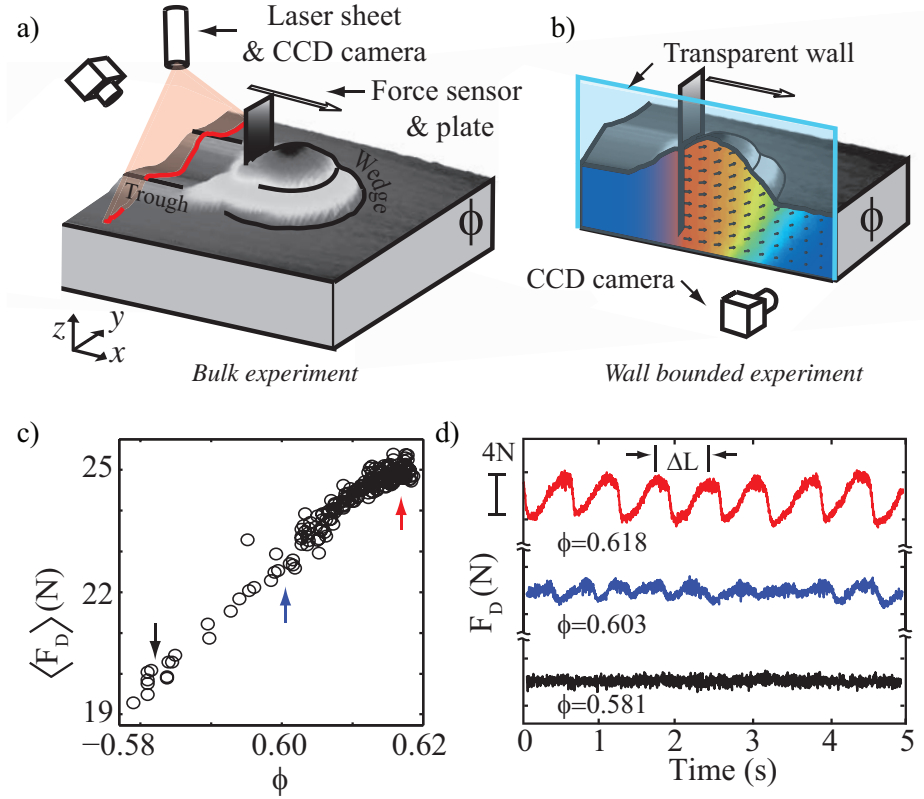 a)
Laser sheet
& CCD camera
Force sensor
& plate
Trough
Wedge
ϕ
z
y
x
Bulk experiment
b)
Transparent wall
ϕ
CCD camera
Wall bounded experiment
c)
25
22
19
⟨F_D⟩(N)
−0.58
0.60
0.62
ϕ
d)
4N
ΔL
ϕ=0.618
ϕ=0.603
ϕ=0.581
F_D (N)
0
1
2
3
4
5
Time (s)